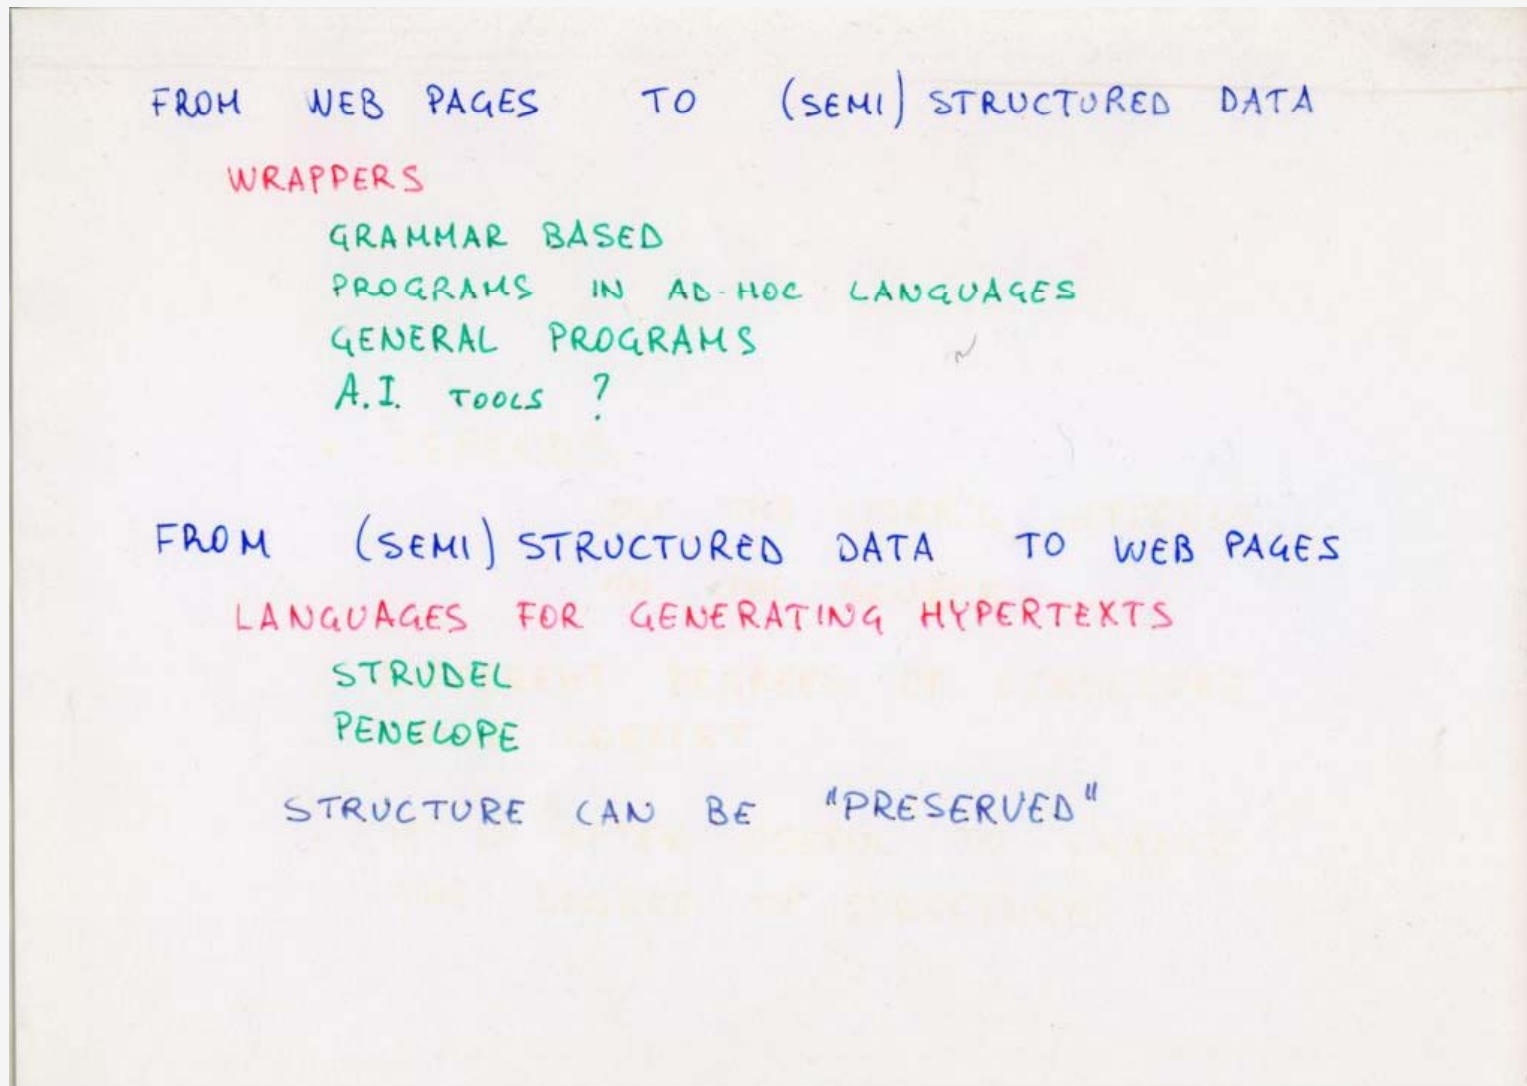 FROM WEB PAGES TO (SEMI) STRUCTURED DATA
WRAPPERS
GRAMMAR BASED
PROGRAMS IN AD-HOC LANGUAGES
GENERAL PROGRAMS
A.I. TOOLS ?
FROM (SEMI) STRUCTURED DATA TO WEB PAGES
LANGUAGES FOR GENERATING HYPERTEXTS
STRUDEL
PENELOPE
STRUCTURE CAN BE "PRESERVED"